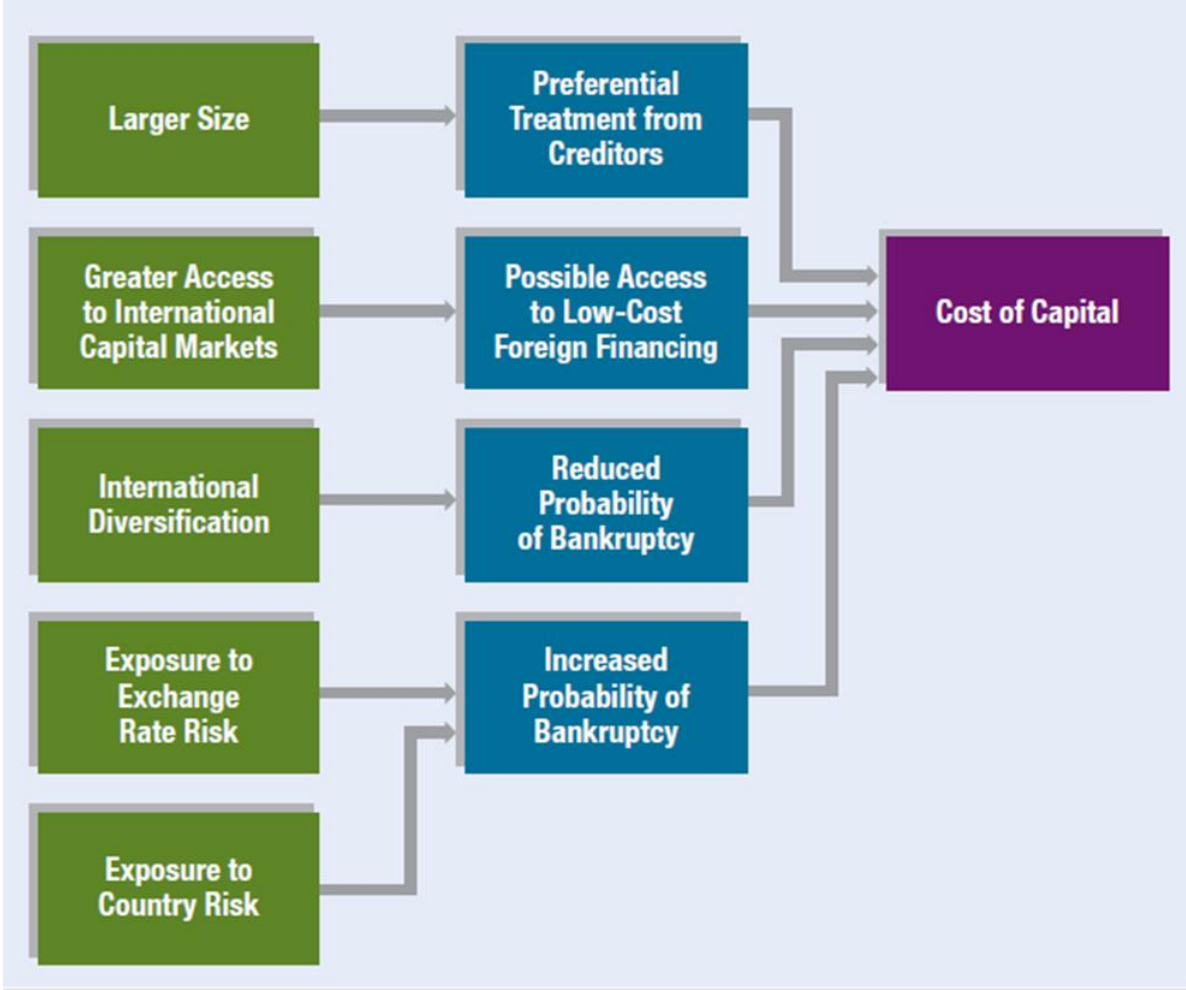 Larger Size
Preferential
Treatment from
Creditors
Greater Access
to International
Capital Markets
Possible Access
to Low-Cost
Foreign Financing
Cost of Capital
International
Diversification
Reduced
Probability
of Bankruptcy
Exposure to
Exchange
Rate Risk
Increased
Probability of
Bankruptcy
Exposure to
Country Risk